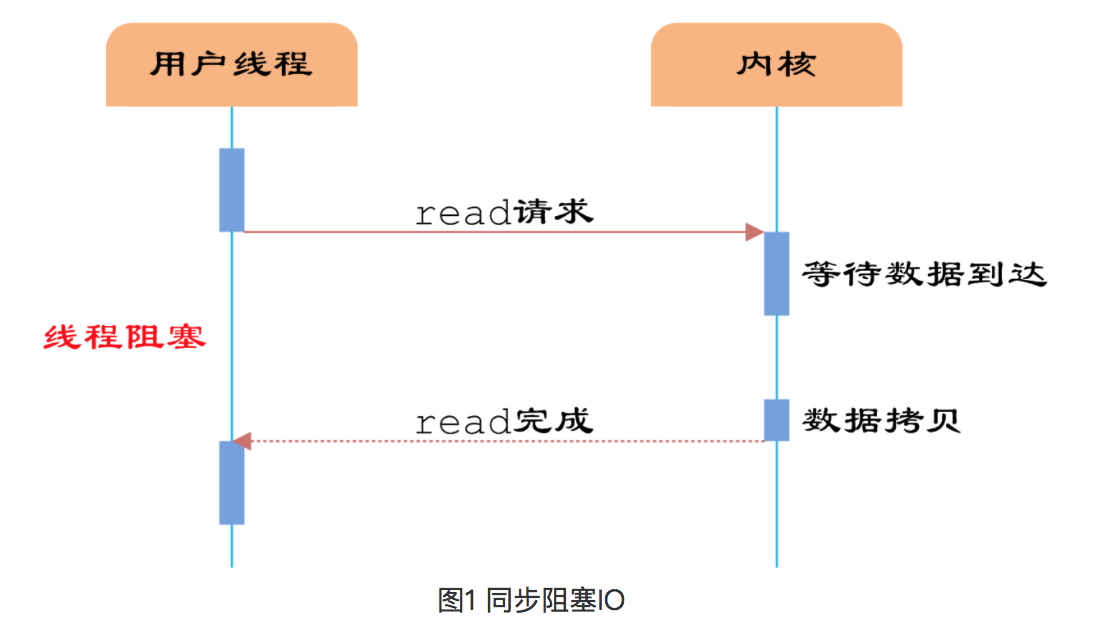 用户线程
内核
read请求
等待数据到达
线程阻塞
read完成
数据拷贝
图1 同步阻塞IO